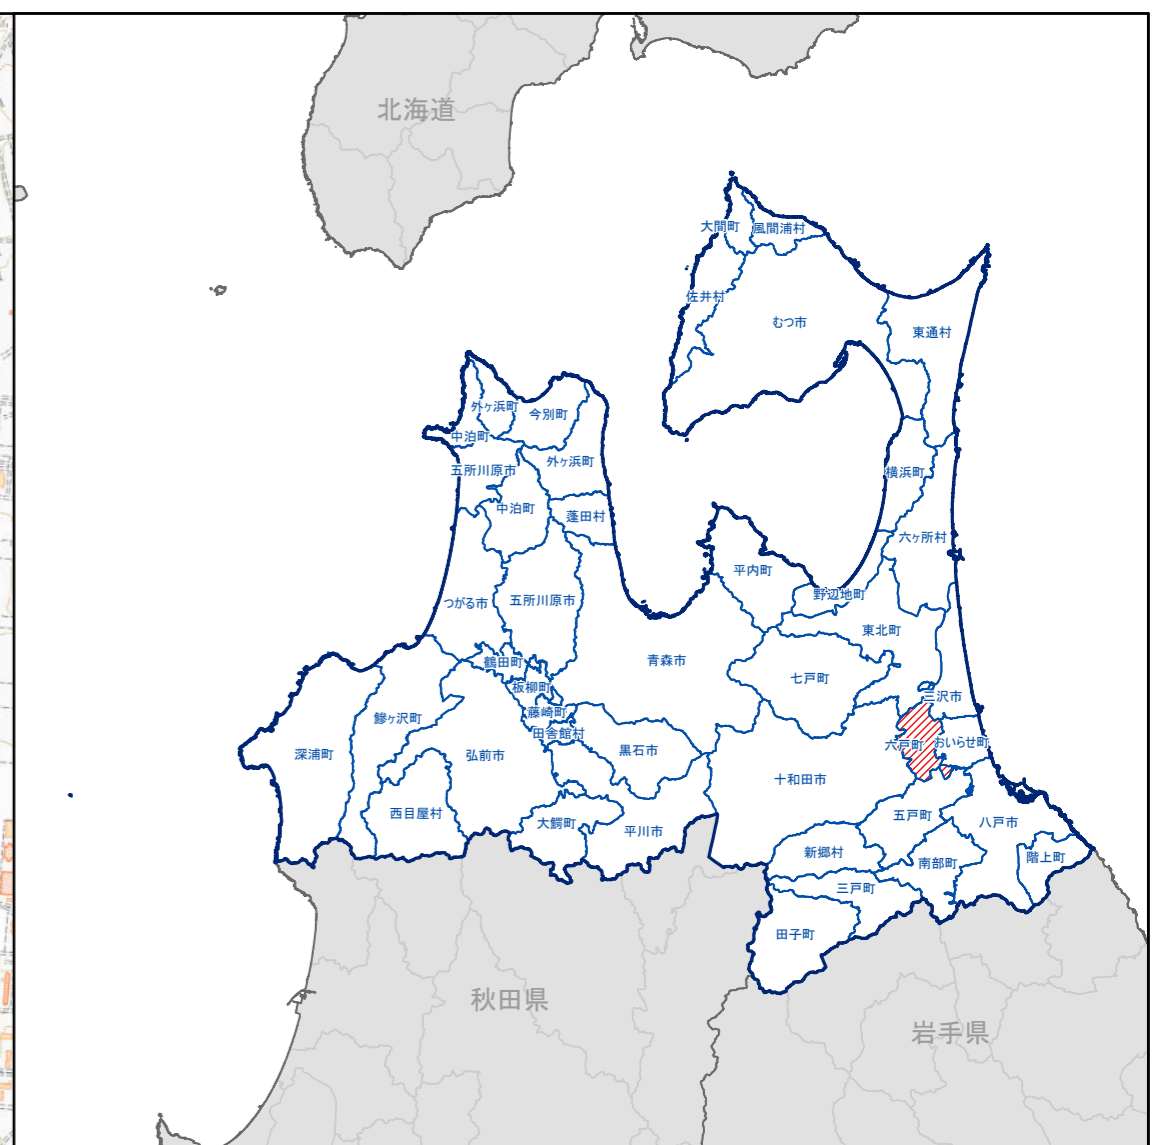 北海道
大間町
風間浦村
佐井村
むつ市
東通村
外ヶ浜町
今別町
中泊町
五所川原市
外ヶ浜町
横浜町
中泊町
蓬田村
六ヶ所村
平内町
野辺地町
つがる市
五所川原市
東北町
青森市
鶴田町
七戸町
板柳町
三沢市
藤崎町
鰺ヶ沢町
田舎館村
六戸町
おいらせ町
深浦町
弘前市
黒石市
十和田市
西目屋村
大鰐町
平川市
五戸町
八戸市
新郷村
南部町
階上町
三戸町
田子町
秋田県
岩手県